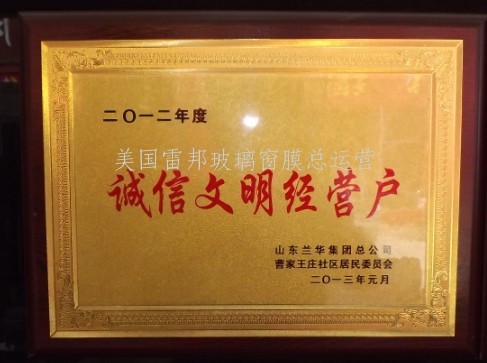 二〇一二年度
美国雷邦玻璃窗膜总运营
诚信文明经营户
山东兰华集团总公司
曹家王庄社区居民委员会
二〇一三年元月